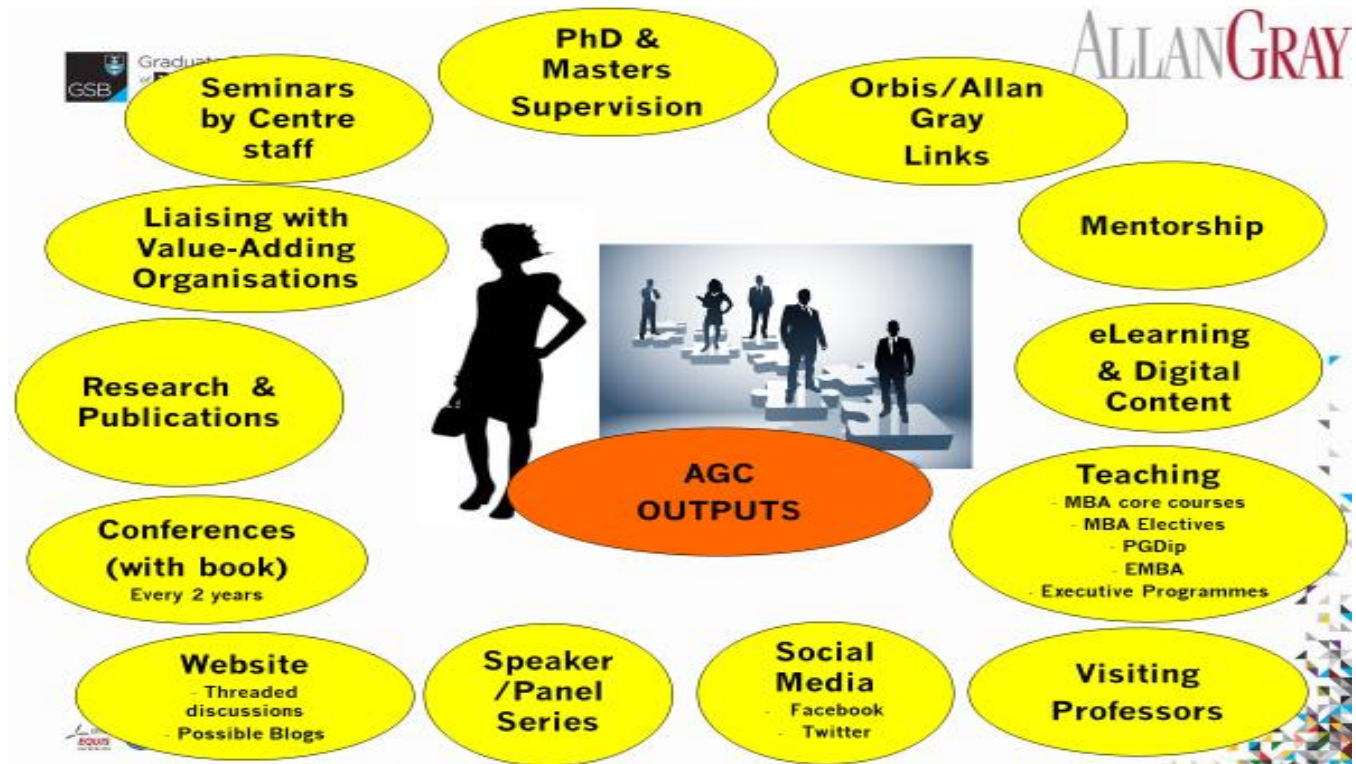 GSB
Graduate
ALLANGRAY
PhD &
Masters
Supervision
Seminars
by Centre
staff
Orbis/Allan
Gray
Links
Liaising with
Value-Adding
Organisations
Mentorship
Research &
Publications
eLearning
& Digital
Content
AGC
OUTPUTS
Teaching
- MBA core courses
- MBA Electives
- PGDip
- EMBA
- Executive Programmes
Conferences
(with book)
Every 2 years
Website
- Threaded
discussions
- Possible Blogs
Speaker
/Panel
Series
Social
Media
- Facebook
- Twitter
Visiting
Professors
EQUIS